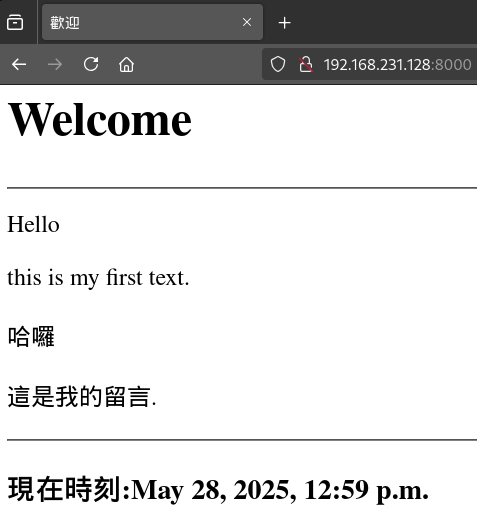 歡迎
192.168.231.128:8000
Welcome
Hello
this is my first text.
哈囉
這是我的留言.
現在時刻:May 28, 2025, 12:59 p.m.